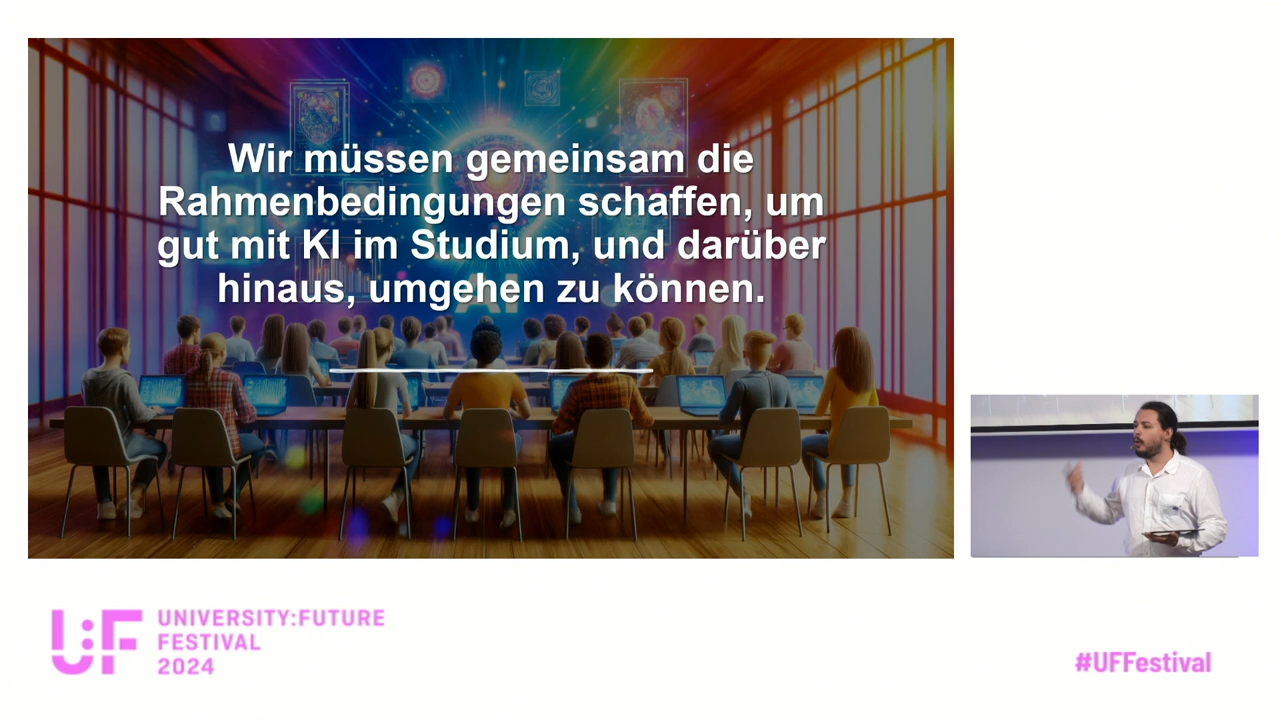 Wir müssen gemeinsam die
Rahmenbedingungen schaffen, um
gut mit KI im Studium, und darüber
hinaus, umgehen zu können.
AI
U:F
UNIVERSITY:FUTURE
FESTIVAL
2024
#UFFestival